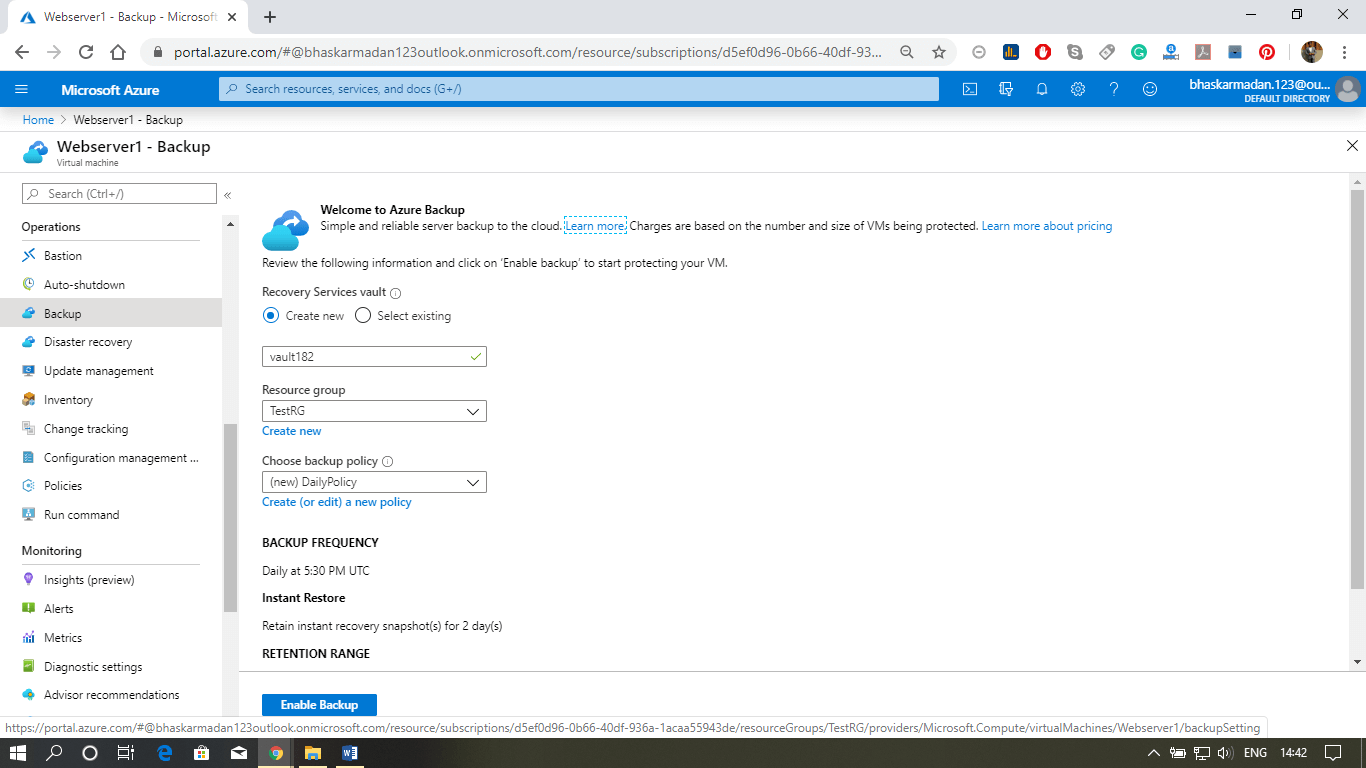 Webserver1 - Backup - Microsoft
portal.azure.com/#@bhaskarmadan123outlook.onmicrosoft.com/resource/subscriptions/d5ef0d96-0b66-40df-93...
Microsoft Azure
Search resources, services, and docs (G+/)
bhaskarmadan.123@ou...
DEFAULT DIRECTORY
Home > Webserver1 - Backup
Webserver1 - Backup
Virtual machine
Search (Ctrl+/)
«
Operations
Bastion
Auto-shutdown
Backup
Disaster recovery
Update management
Inventory
Change tracking
Configuration management ...
Policies
Run command
Monitoring
Insights (preview)
Alerts
Metrics
Diagnostic settings
Advisor recommendations
Welcome to Azure Backup
Simple and reliable server backup to the cloud. Learn more. Charges are based on the number and size of VMs being protected. Learn more about pricing
Review the following information and click on 'Enable backup' to start protecting your VM.
Recovery Services vault
Create new Select existing
vault182
Resource group
TestRG
Create new
Choose backup policy
(new) DailyPolicy
Create (or edit) a new policy
BACKUP FREQUENCY
Daily at 5:30 PM UTC
Instant Restore
Retain instant recovery snapshot(s) for 2 day(s)
RETENTION RANGE
Enable Backup
https://portal.azure.com/#@bhaskarmadan123outlook.onmicrosoft.com/resource/subscriptions/d5ef0d96-0b66-40df-936a-1acaa55943de/resourceGroups/TestRG/providers/Microsoft.Compute/virtualMachines/Webserver1/backupSetting
ENG 14:42